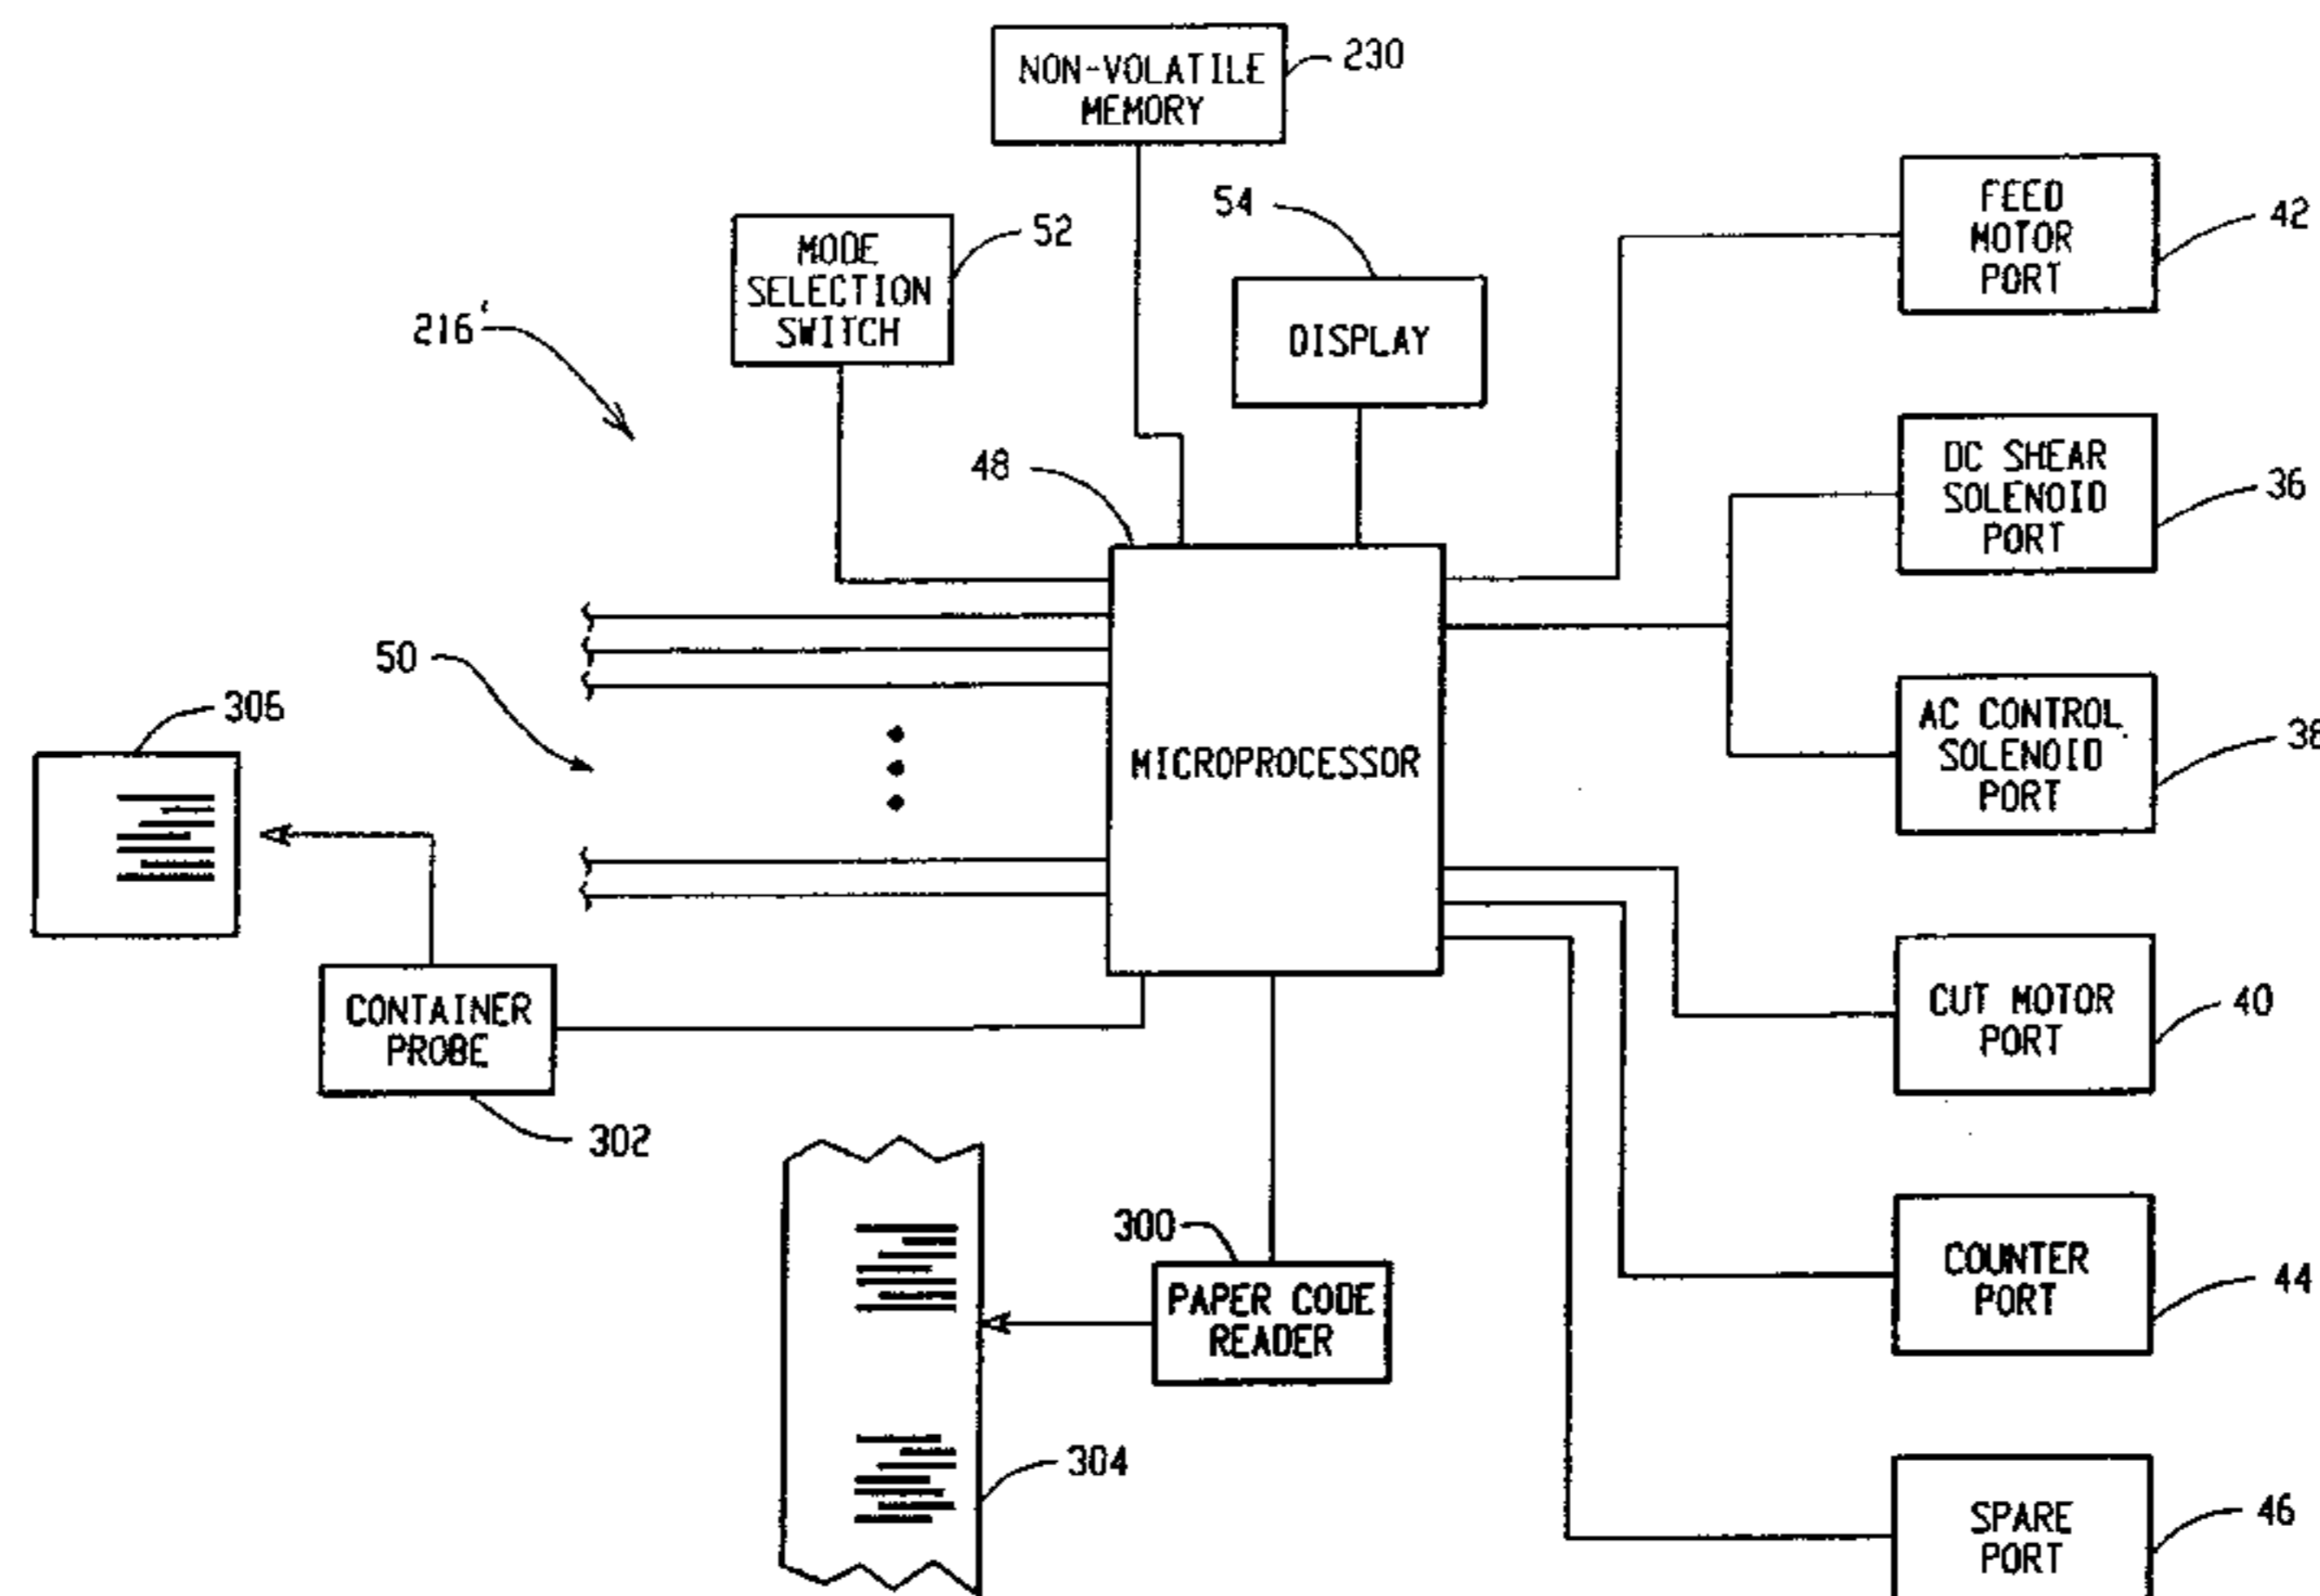 NON-VOLATILE
MEMORY
230
MODE
SELECTION
SWITCH
52
54
DISPLAY
FEED
MOTOR
PORT
42
216'
48
DC SHEAR
SOLENOID
PORT
36
50
306
MICROPROCESSOR
AC CONTROL
SOLENOID
PORT
38
CONTAINER
PROBE
302
CUT MOTOR
PORT
40
300
PAPER CODE
READER
304
COUNTER
PORT
44
SPARE
PORT
46